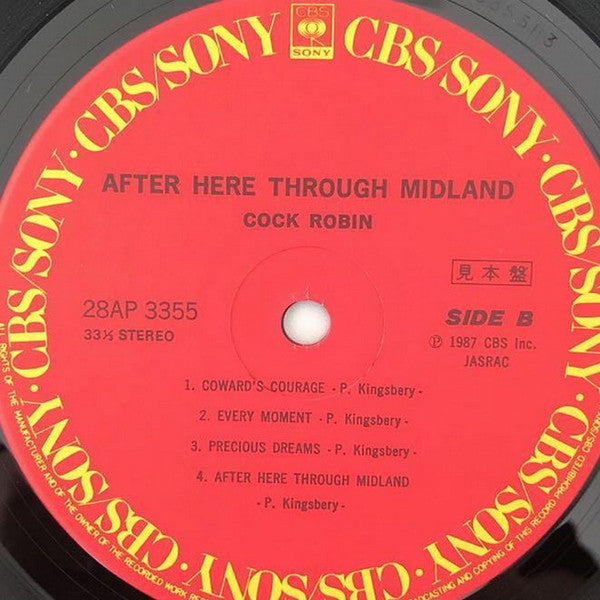 CBS
SONY
CBS/SONY · CBS/SONY · CBS/SONY · CBS/SONY · CBS/SONY · CBS/SONY · CBS/SONY
AFTER HERE THROUGH MIDLAND
COCK ROBIN
見本盤
28AP 3355
SIDE B
33⅓ STEREO
Ⓟ 1987 CBS Inc.
JASRAC
1. COWARD'S COURAGE - P. Kingsbery -
2. EVERY MOMENT - P. Kingsbery -
3. PRECIOUS DREAMS - P. Kingsbery -
4. AFTER HERE THROUGH MIDLAND
- P. Kingsbery -
ALL RIGHTS OF THE MANUFACTURER AND OF THE OWNER OF THE RECORDED WORK
CASTING AND COPYING OF THIS RECORD PROHIBITED